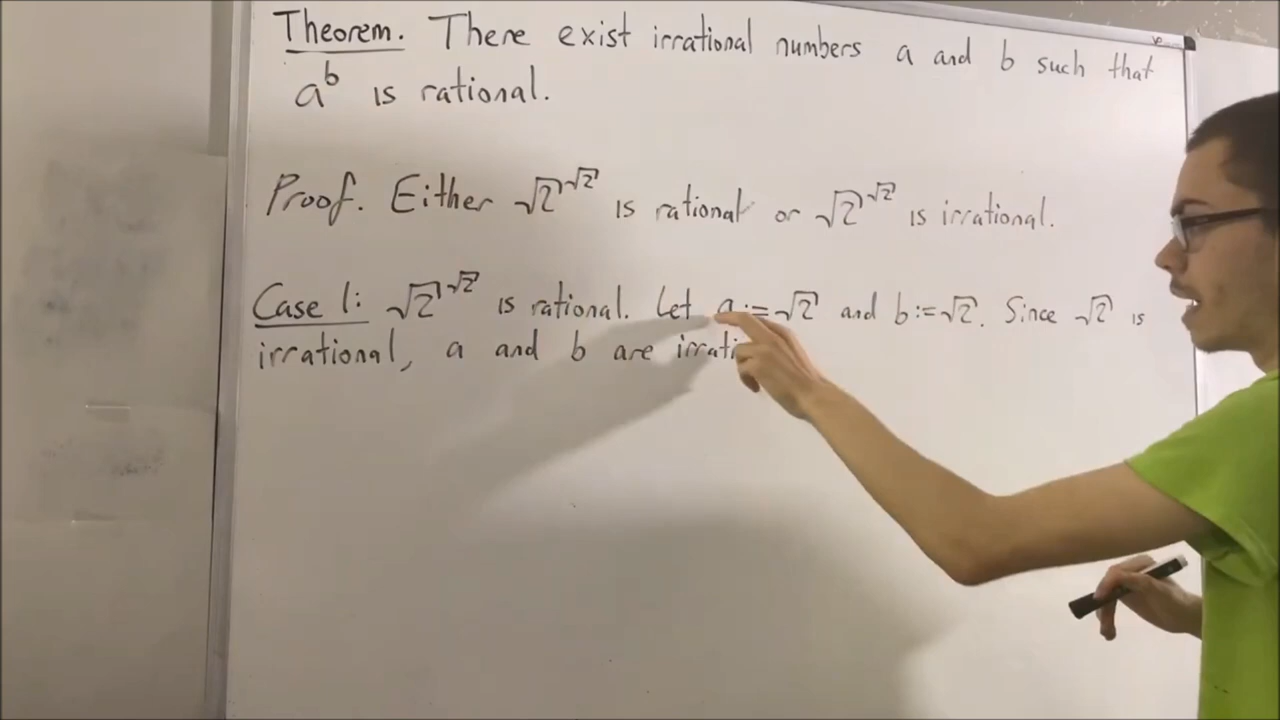 Theorem. There exist irrational numbers a and b such that
a^b is rational.
Proof. Either √2^√2 is rational or √2^√2 is irrational.
Case 1: √2^√2 is rational. Let a:=√2 and b:=√2. Since √2 is
irrational, a and b are